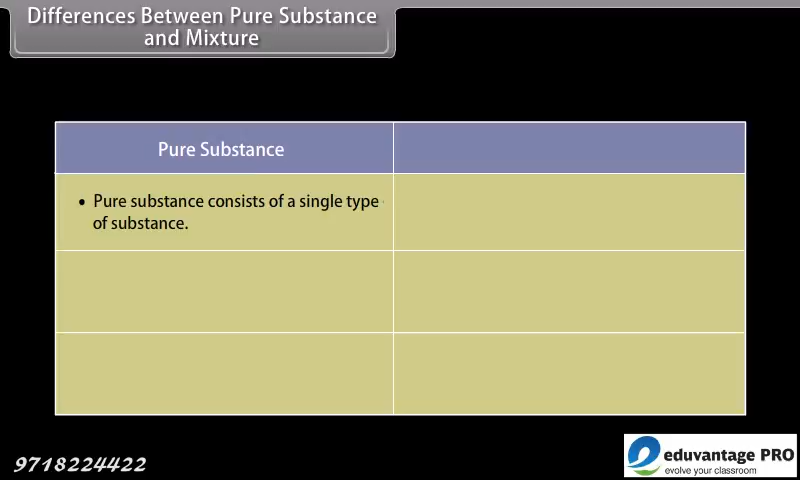 Differences Between Pure Substance
and Mixture
Pure Substance
• Pure substance consists of a single type
of substance.
9718224422
eduvantage PRO
evolve your classroom